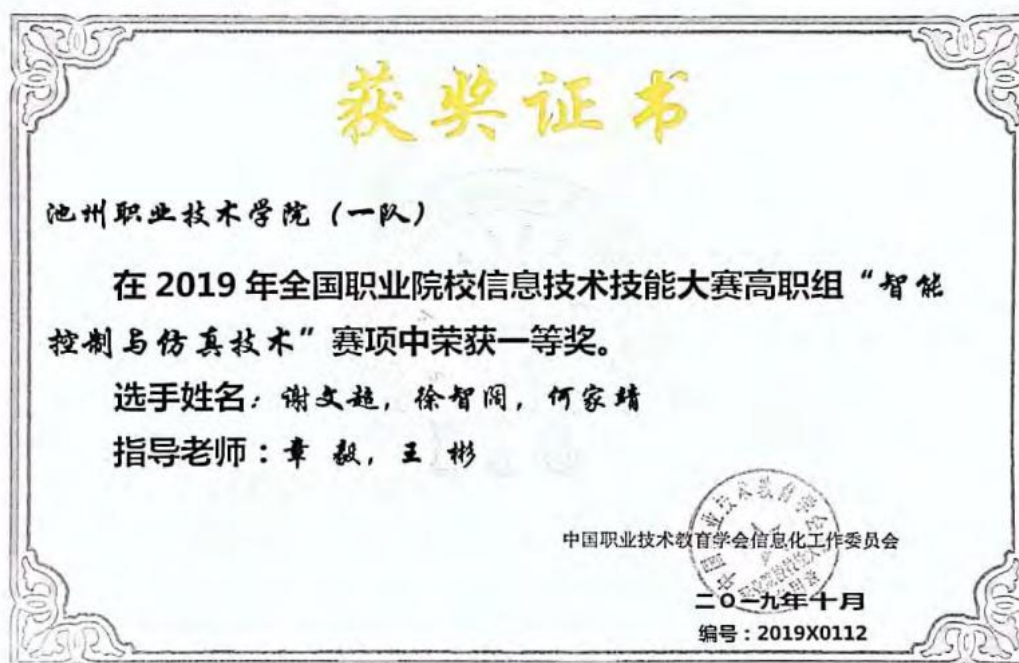 获奖证书
池州职业技术学院（一队）
在 2019 年全国职业院校信息技术技能大赛高职组“智能
控制与仿真技术”赛项中荣获一等奖。
选手姓名：谢文超，徐智阔，何家靖
指导老师：章 毅，王 彬
中国职业技术教育学会信息化工作委员会
二〇一九年十月
编号：2019X0112